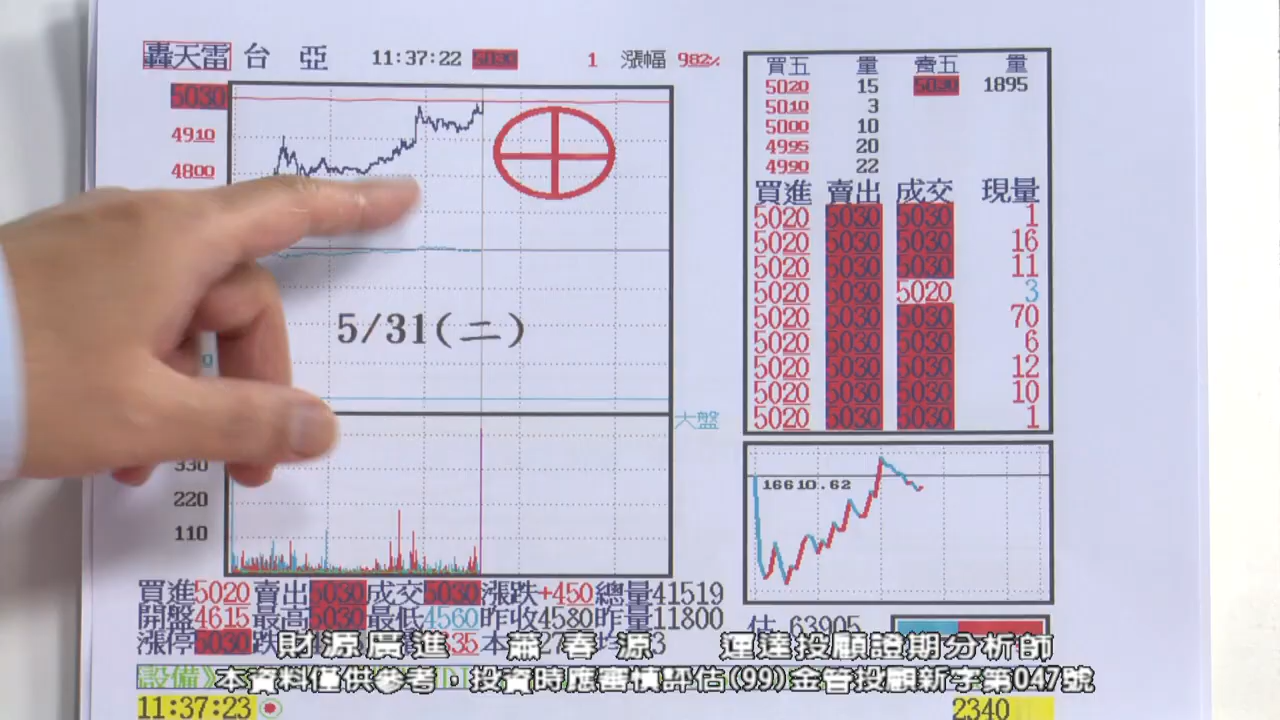 轟天雷 台 亞 11:37:22 5030 1 漲幅 982%
5030
4910
4800
5/31(二)
大盤
330
220
110
買五 量 賣五 量
5020 15 5030 1895
5010 3
5000 10
4995 20
4990 22
買進 賣出 成交 現量
5020 5030 5030 1
5020 5030 5030 16
5020 5030 5030 11
5020 5030 5020 3
5020 5030 5030 70
5020 5030 5030 6
5020 5030 5030 12
5020 5030 5030 10
5020 5030 5030 1
16610.62
買進5020賣出5030成交5030漲跌+450總量41519
開盤4615最高5030最低4560昨收4580昨量11800
估 63905
漲停5030跌
財源廣進 蕭春源 運達投顧證期分析師
設備》
本資料僅供參考，投資時應審慎評估(99)金管投顧新字第047號
11:37:23
2340